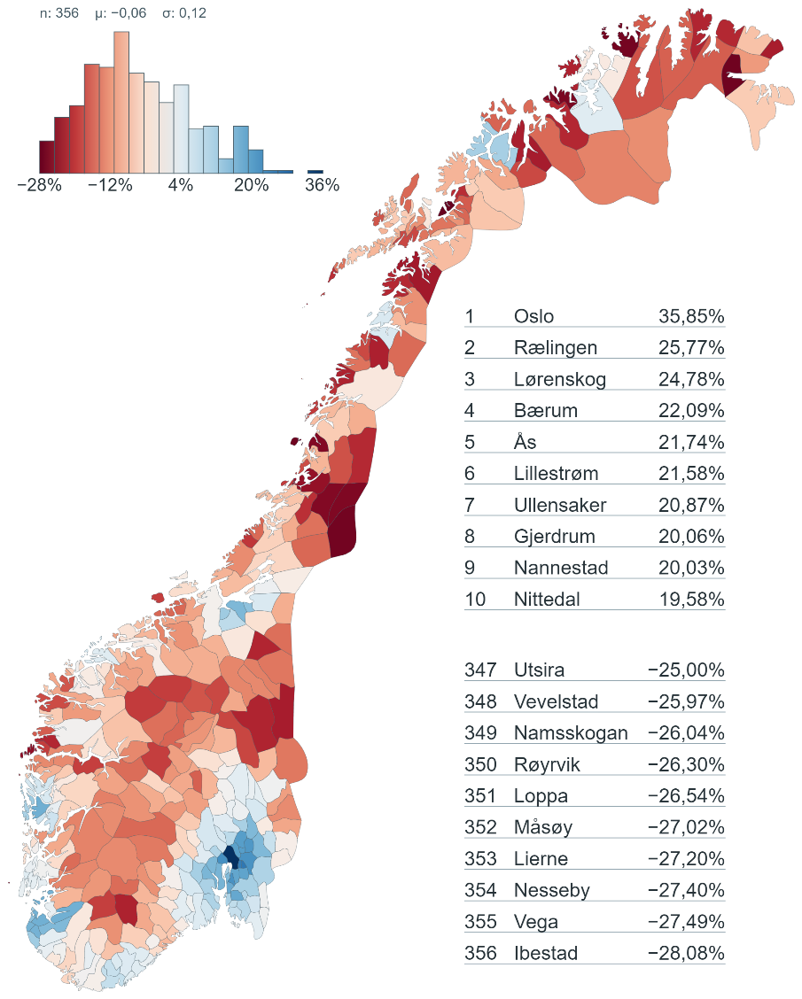 n: 356 μ: −0,06 σ: 0,12
−28% −12% 4% 20% 36%
1 Oslo 35,85%
2 Rælingen 25,77%
3 Lørenskog 24,78%
4 Bærum 22,09%
5 Ås 21,74%
6 Lillestrøm 21,58%
7 Ullensaker 20,87%
8 Gjerdrum 20,06%
9 Nannestad 20,03%
10 Nittedal 19,58%
347 Utsira −25,00%
348 Vevelstad −25,97%
349 Namsskogan −26,04%
350 Røyrvik −26,30%
351 Loppa −26,54%
352 Måsøy −27,02%
353 Lierne −27,20%
354 Nesseby −27,40%
355 Vega −27,49%
356 Ibestad −28,08%